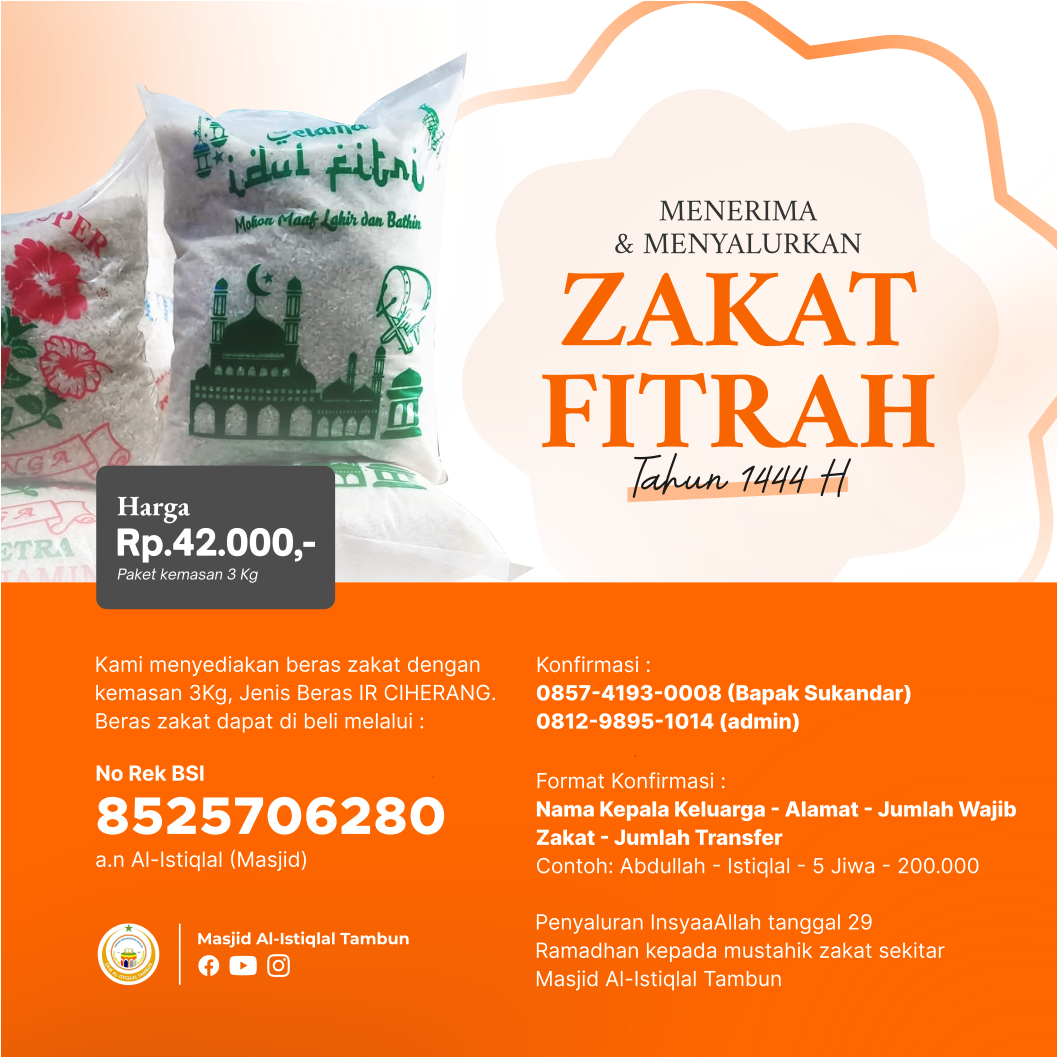 Selamat
idul fitri
Mohon Maaf Lahir dan Bathin
MENERIMA
& MENYALURKAN
ZAKAT
FITRAH
Tahun 1444 H
Harga
Rp.42.000,-
Paket kemasan 3 Kg
Kami menyediakan beras zakat dengan
kemasan 3Kg, Jenis Beras IR CIHERANG.
Beras zakat dapat di beli melalui :
No Rek BSI
8525706280
a.n Al-Istiqlal (Masjid)
Masjid Al-Istiqlal Tambun
Konfirmasi :
0857-4193-0008 (Bapak Sukandar)
0812-9895-1014 (admin)
Format Konfirmasi :
Nama Kepala Keluarga - Alamat - Jumlah Wajib
Zakat - Jumlah Transfer
Contoh: Abdullah - Istiqlal - 5 Jiwa - 200.000
Penyaluran InsyaaAllah tanggal 29
Ramadhan kepada mustahik zakat sekitar
Masjid Al-Istiqlal Tambun